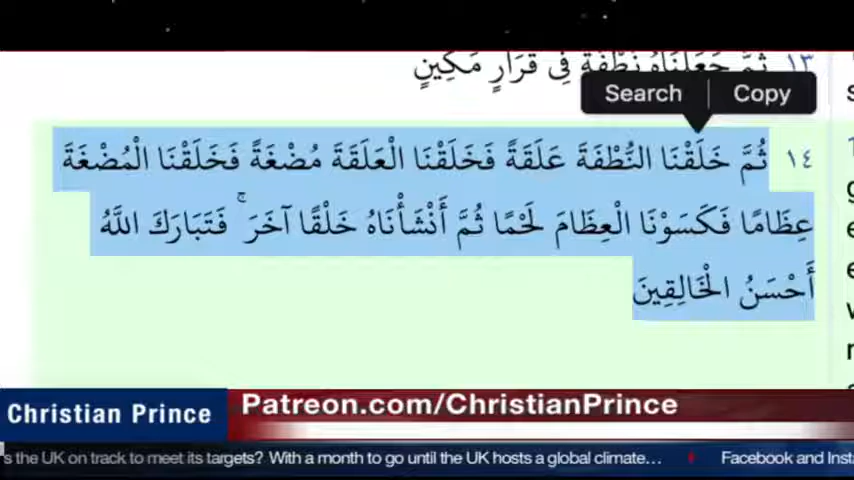 ١٣ ثُمَّ جَعَلْنَاهُ نُطْفَةً فِى قَرَارٍ مَكِينٍ
Search
Copy
١٤ ثُمَّ خَلَقْنَا النُّطْفَةَ عَلَقَةً فَخَلَقْنَا الْعَلَقَةَ مُضْغَةً فَخَلَقْنَا الْمُضْغَةَ
عِظَامًا فَكَسَوْنَا الْعِظَامَ لَحْمًا ثُمَّ أَنْشَأْنَاهُ خَلْقًا آخَرَ ۚ فَتَبَارَكَ اللَّهُ
أَحْسَنُ الْخَالِقِينَ
Christian Prince
Patreon.com/ChristianPrince
's the UK on track to meet its targets? With a month to go until the UK hosts a global climate… Facebook and Inst